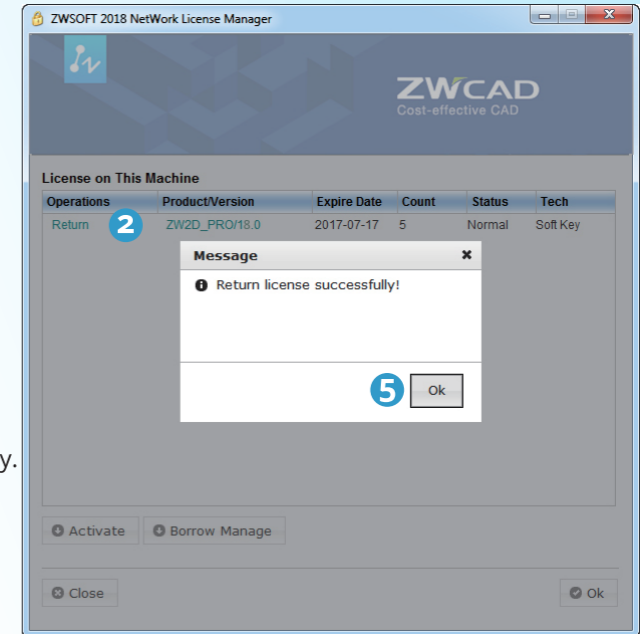 ZWSOFT 2018 NetWork License Manager
ZWCAD
Cost-effective CAD
License on This Machine
Operations Product/Version Expire Date Count Status Tech
Return 2 ZW2D_PRO/18.0 2017-07-17 5 Normal Soft Key
Message
Return license successfully!
5 Ok
y.
Activate Borrow Manage
Close Ok